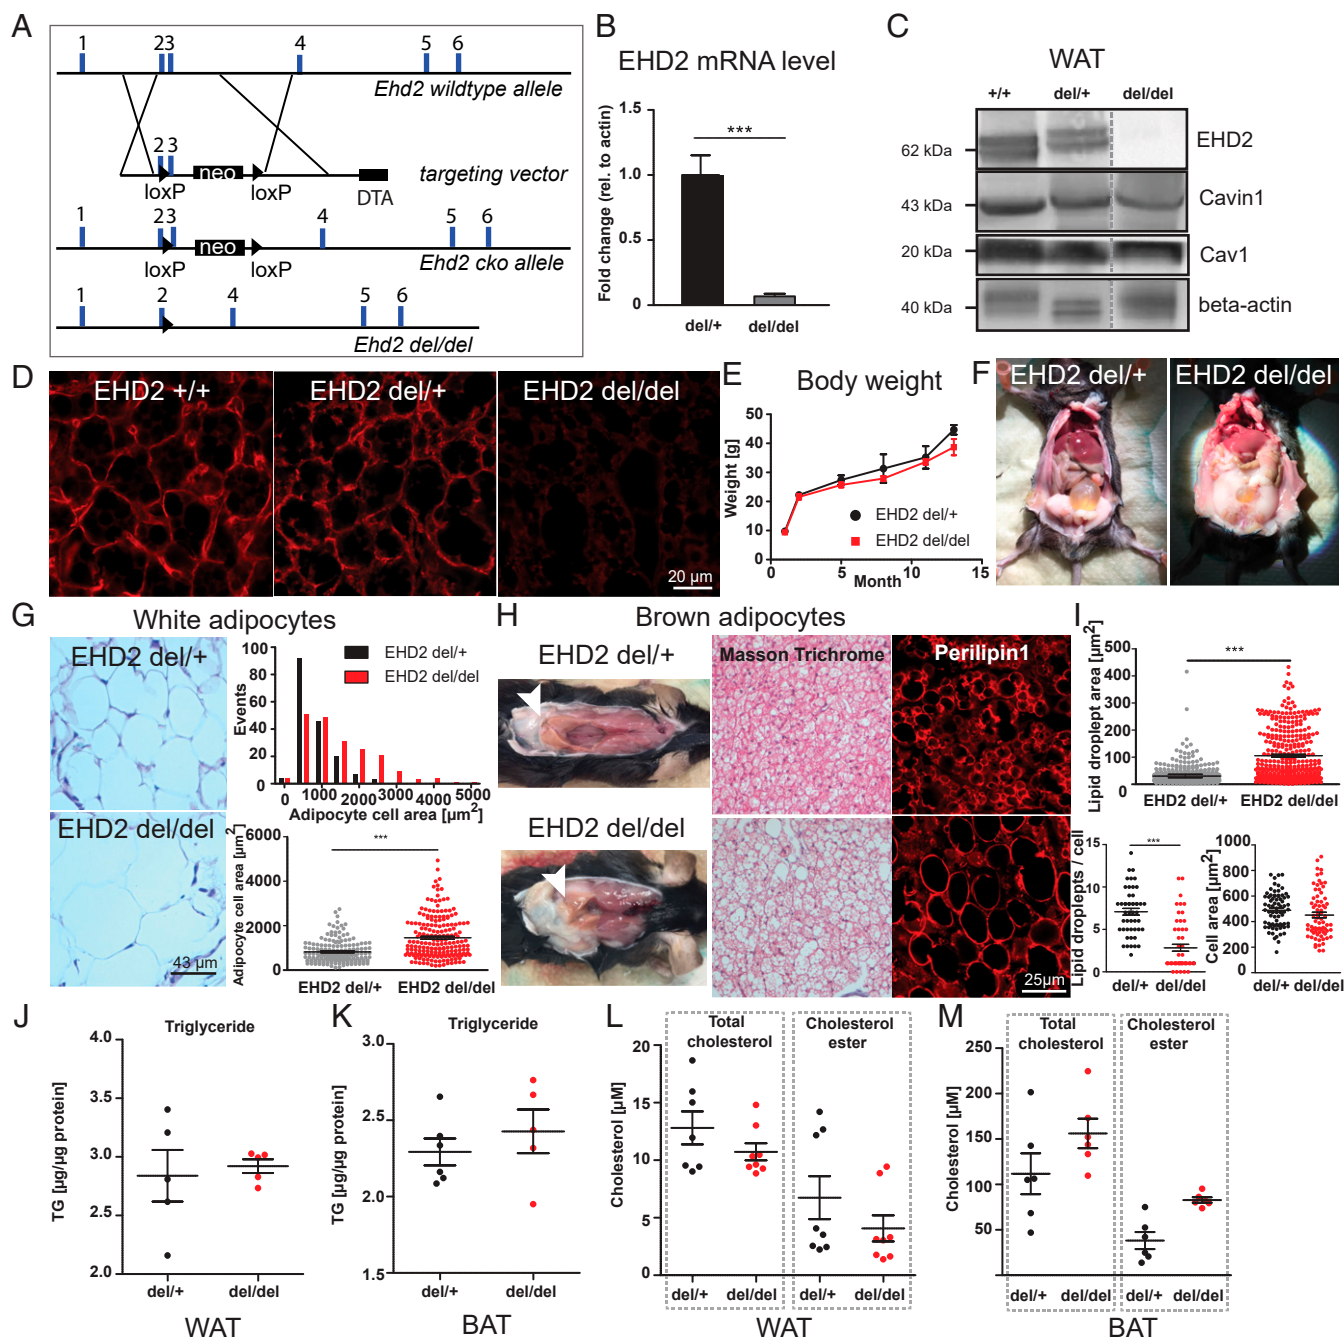 A
1 2 3 4 5 6
Ehd2 wildtype allele
2 3
neo
loxP loxP
DTA
targeting vector
1 2 3 4 5 6
neo
loxP loxP
Ehd2 cko allele
1 2 4 5 6
Ehd2 del/del
B
EHD2 mRNA level
Fold change (rel. to actin)
1.5
1.0
0.5
0
***
del/+ del/del
C
WAT
+/+ del/+ del/del
62 kDa EHD2
43 kDa Cavin1
20 kDa Cav1
40 kDa beta-actin
D
EHD2 +/+ EHD2 del/+ EHD2 del/del
20 µm
E
Body weight
Weight [g]
50
40
30
20
10
0
EHD2 del/+
EHD2 del/del
0 5 10 15
Month
F
EHD2 del/+ EHD2 del/del
G
White adipocytes
EHD2 del/+
EHD2 del/del
43 µm
Events
100
80
60
40
20
0
EHD2 del/+
EHD2 del/del
0 1000 2000 3000 4000 5000
Adipocyte cell area [µm²]
Adipocyte cell area [µm²]
6000
4000
2000
0
***
EHD2 del/+ EHD2 del/del
H
Brown adipocytes
EHD2 del/+
EHD2 del/del
Masson Trichrome
Perilipin1
25µm
I
Lipid droplept area [µm²]
500
400
300
200
100
0
***
EHD2 del/+ EHD2 del/del
Lipid droplepts / cell
15
10
5
0
***
del/+ del/del
Cell area [µm²]
1000
800
600
400
200
0
del/+ del/del
J
Triglyceride
TG [µg/µg protein]
4.0
3.5
3.0
2.5
2.0
del/+ del/del
WAT
K
Triglyceride
TG [µg/µg protein]
3.0
2.5
2.0
1.5
del/+ del/del
BAT
L
Total cholesterol
Cholesterol ester
Cholesterol [µM]
20
15
10
5
0
del/+ del/del del/+ del/del
WAT
M
Total cholesterol
Cholesterol ester
Cholesterol [µM]
250
200
150
100
50
del/+ del/del del/+ del/del
BAT